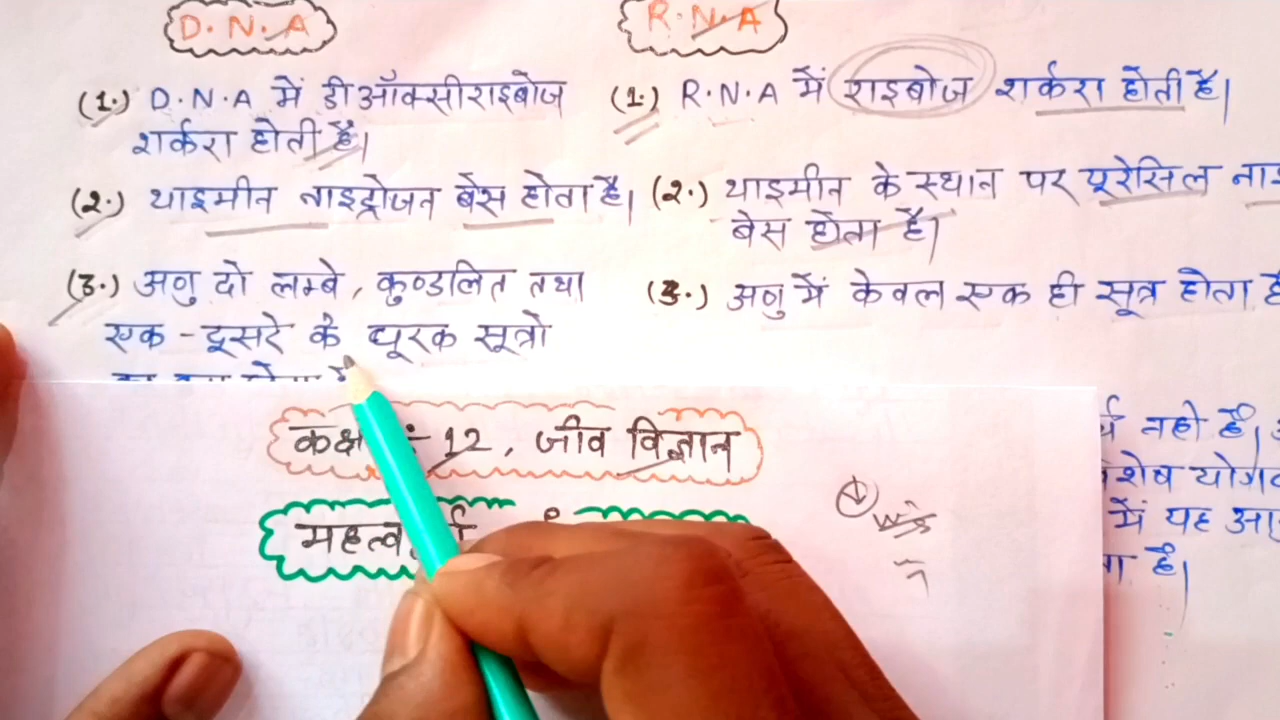 D.N.A
(1.) D.N.A में डीऑक्सीराइबोज
शर्करा होती है।
(2.) थाइमीन नाइट्रोजन बेस होता है।
(3.) अणु दो लम्बे, कुण्डलित तथा
एक-दूसरे के पूरक सूत्रो
R.N.A
(1.) R.N.A में राइबोज शर्करा होती है।
(2.) थाइमीन के स्थान पर यूरेसिल
बेस होता है।
(3.) अणु में केवल एक ही सूत्र होता
नही है,
में यह
है।
12, जीव विज्ञान